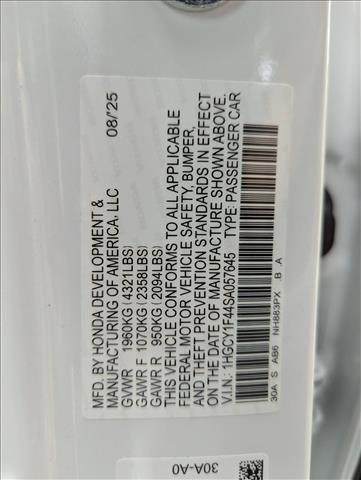 MFD. BY HONDA DEVELOPMENT &
MANUFACTURING OF AMERICA, LLC 08/'25
GVWR 1960KG (4321LBS)
GAWR F 1070KG (2358LBS)
GAWR R 950KG (2094LBS)
THIS VEHICLE CONFORMS TO ALL APPLICABLE
FEDERAL MOTOR VEHICLE SAFETY, BUMPER,
AND THEFT PREVENTION STANDARDS IN EFFECT
ON THE DATE OF MANUFACTURE SHOWN ABOVE.
V.I.N.: 1HGCY1F44SA057645 TYPE: PASSENGER CAR
30A S AB6 NH883PX B A
30A-A0